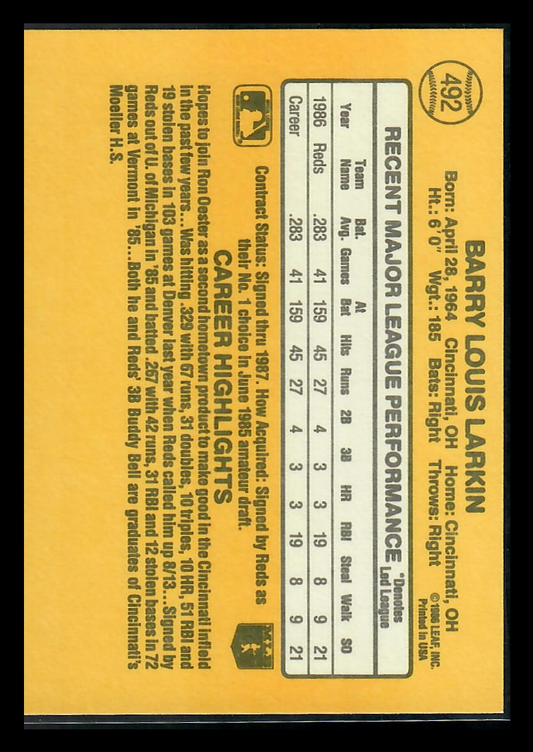 492
BARRY LOUIS LARKIN
Born: April 28, 1964 Cincinnati, OH Home: Cincinnati, OH
Ht.: 6'0" Wgt.: 185 Bats: Right Throws: Right
©1986 LEAF, INC.
Printed in USA
RECENT MAJOR LEAGUE PERFORMANCE
*Denotes
Led League
Year Team Name Bat. Avg. Games At Bat Hits Runs 2B 3B HR RBI Steal Walk SO
1986 Reds .283 41 159 45 27 4 3 3 19 8 9 21
Career .283 41 159 45 27 4 3 3 19 8 9 21
Contract Status: Signed thru 1987. How Acquired: Signed by Reds as
their No. 1 choice in June 1985 amateur draft.
CAREER HIGHLIGHTS
Hopes to join Ron Oester as a second hometown product to make good in the Cincinnati infield
in the past few years... Was hitting .329 with 67 runs, 31 doubles, 10 triples, 10 HR, 51 RBI and
19 stolen bases in 103 games at Denver last year when Reds called him up 8/13... Signed by
Reds out of U. of Michigan in '85 and batted .267 with 42 runs, 31 RBI and 12 stolen bases in 72
games at Vermont in '85...Both he and Reds' 3B Buddy Bell are graduates of Cincinnati's
Moeller H.S.